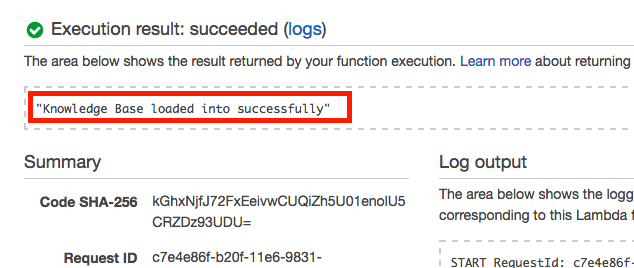 Execution result: succeeded (logs)
The area below shows the result returned by your function execution. Learn more about returning
"Knowledge Base loaded into successfully"
Summary
Code SHA-256 kGhxNjfJ72FxEeivwCUQiZh5U01enolU5
CRZDz93UDU=
Request ID c7e4e86f-b20f-11e6-9831-
Log output
The area below shows the logg
corresponding to this Lambda f
START RequestId: c7e4e86f-